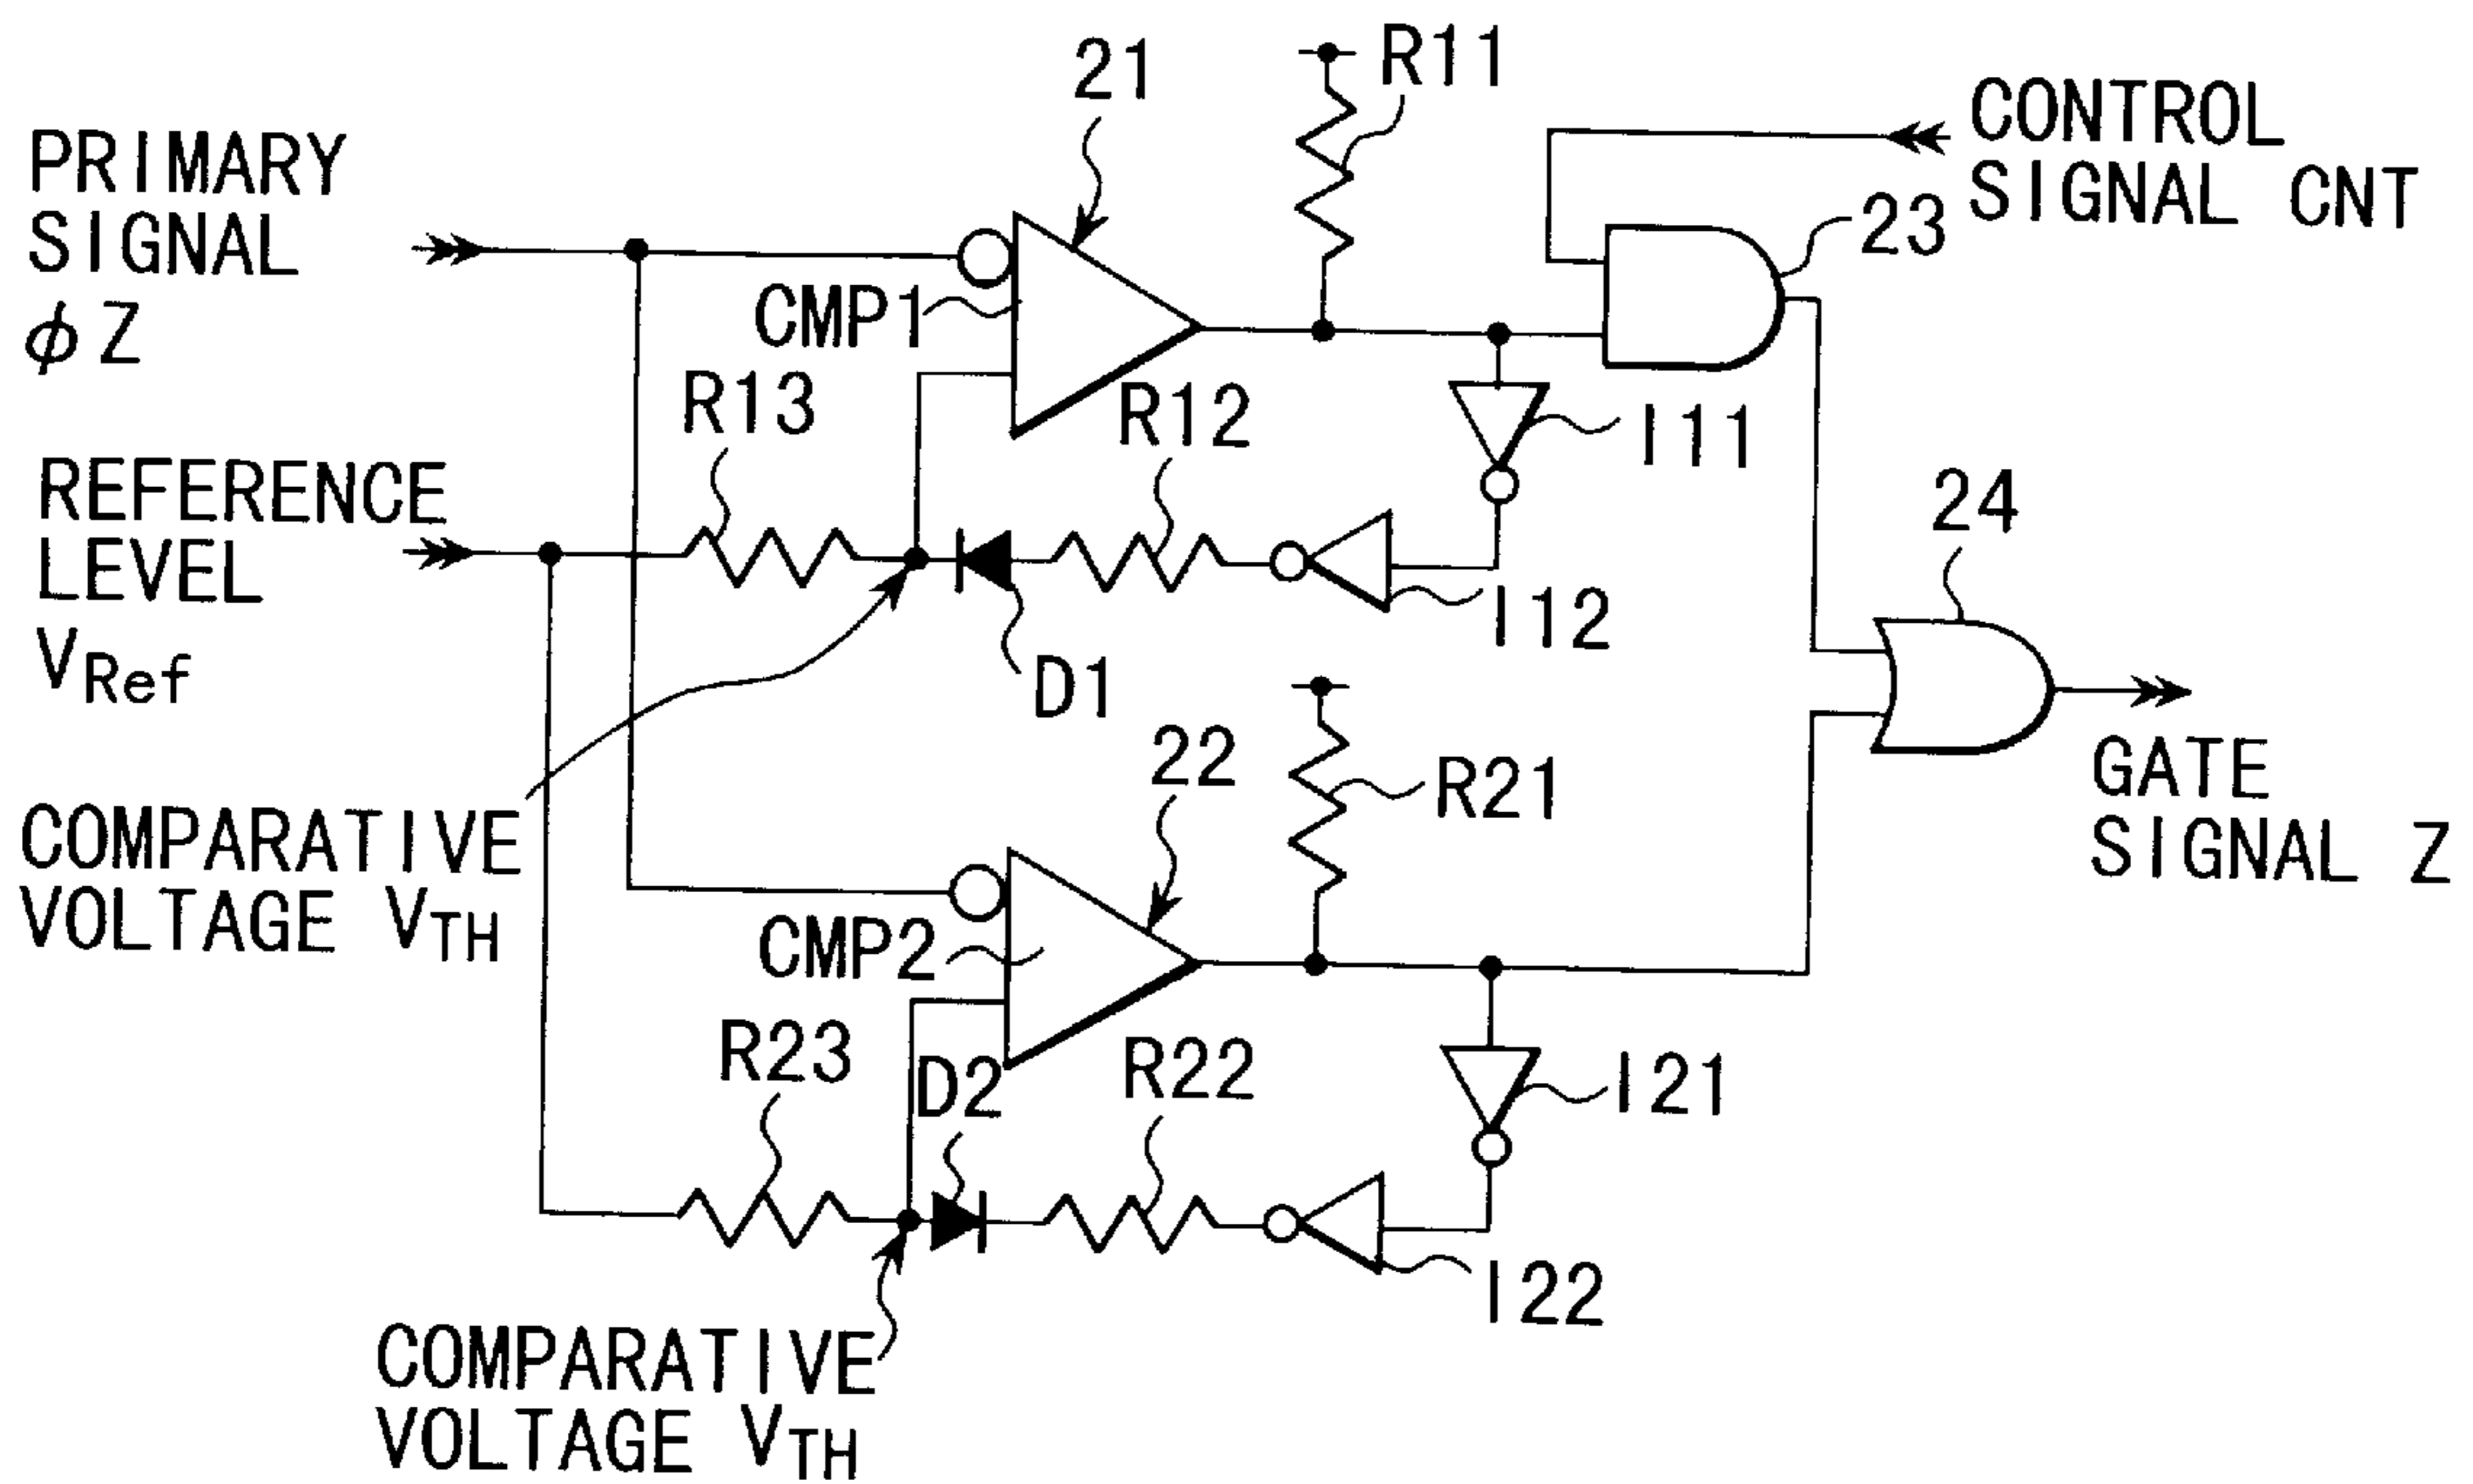 21
R11
CONTROL
SIGNAL CNT
PRIMARY
SIGNAL
φZ
23
CMP1
R13
R12
I11
REFERENCE
LEVEL
VRef
24
I12
D1
22
R21
GATE
SIGNAL Z
COMPARATIVE
VOLTAGE VTH
CMP2
R23
D2
R22
I21
I22
COMPARATIVE
VOLTAGE VTH